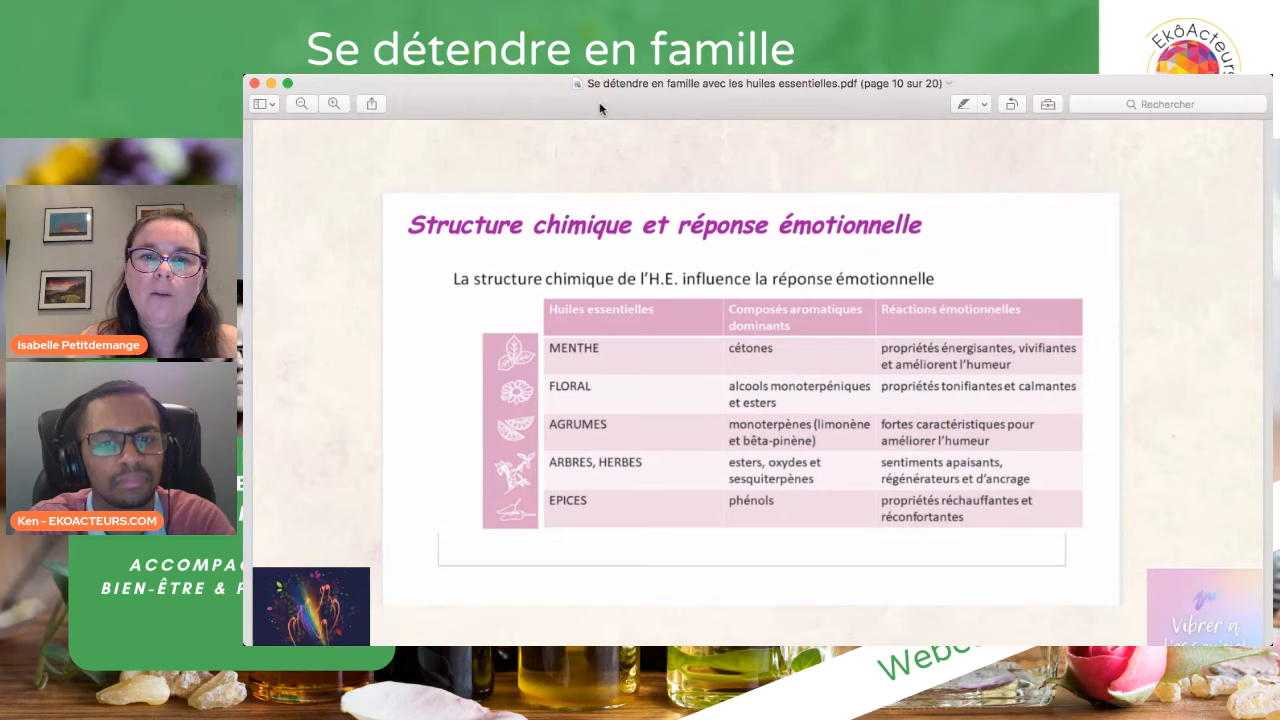 Se détendre en famille
EkôActeurs
Se détendre en famille avec les huiles essentielles.pdf (page 10 sur 20)
Rechercher
Structure chimique et réponse émotionnelle
La structure chimique de l'H.E. influence la réponse émotionnelle
Huiles essentielles
Composés aromatiques
dominants
Réactions émotionnelles
MENTHE
cétones
propriétés énergisantes, vivifiantes
et améliorent l'humeur
FLORAL
alcools monoterpéniques
et esters
propriétés tonifiantes et calmantes
AGRUMES
monoterpènes (limonène
et bêta-pinène)
fortes caractéristiques pour
améliorer l'humeur
ARBRES, HERBES
esters, oxydes et
sesquiterpènes
sentiments apaisants,
régénérateurs et d'ancrage
EPICES
phénols
propriétés réchauffantes et
réconfortantes
Isabelle Petitdemange
Ken - EKOACTEURS.COM
ACCOMPA
BIEN-ÊTRE &
Vibrer à
Webc